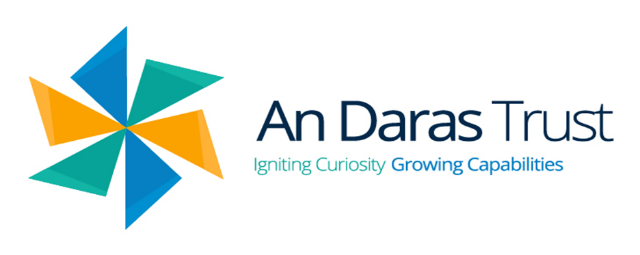 An Daras Trust
Igniting Curiosity Growing Capabilities